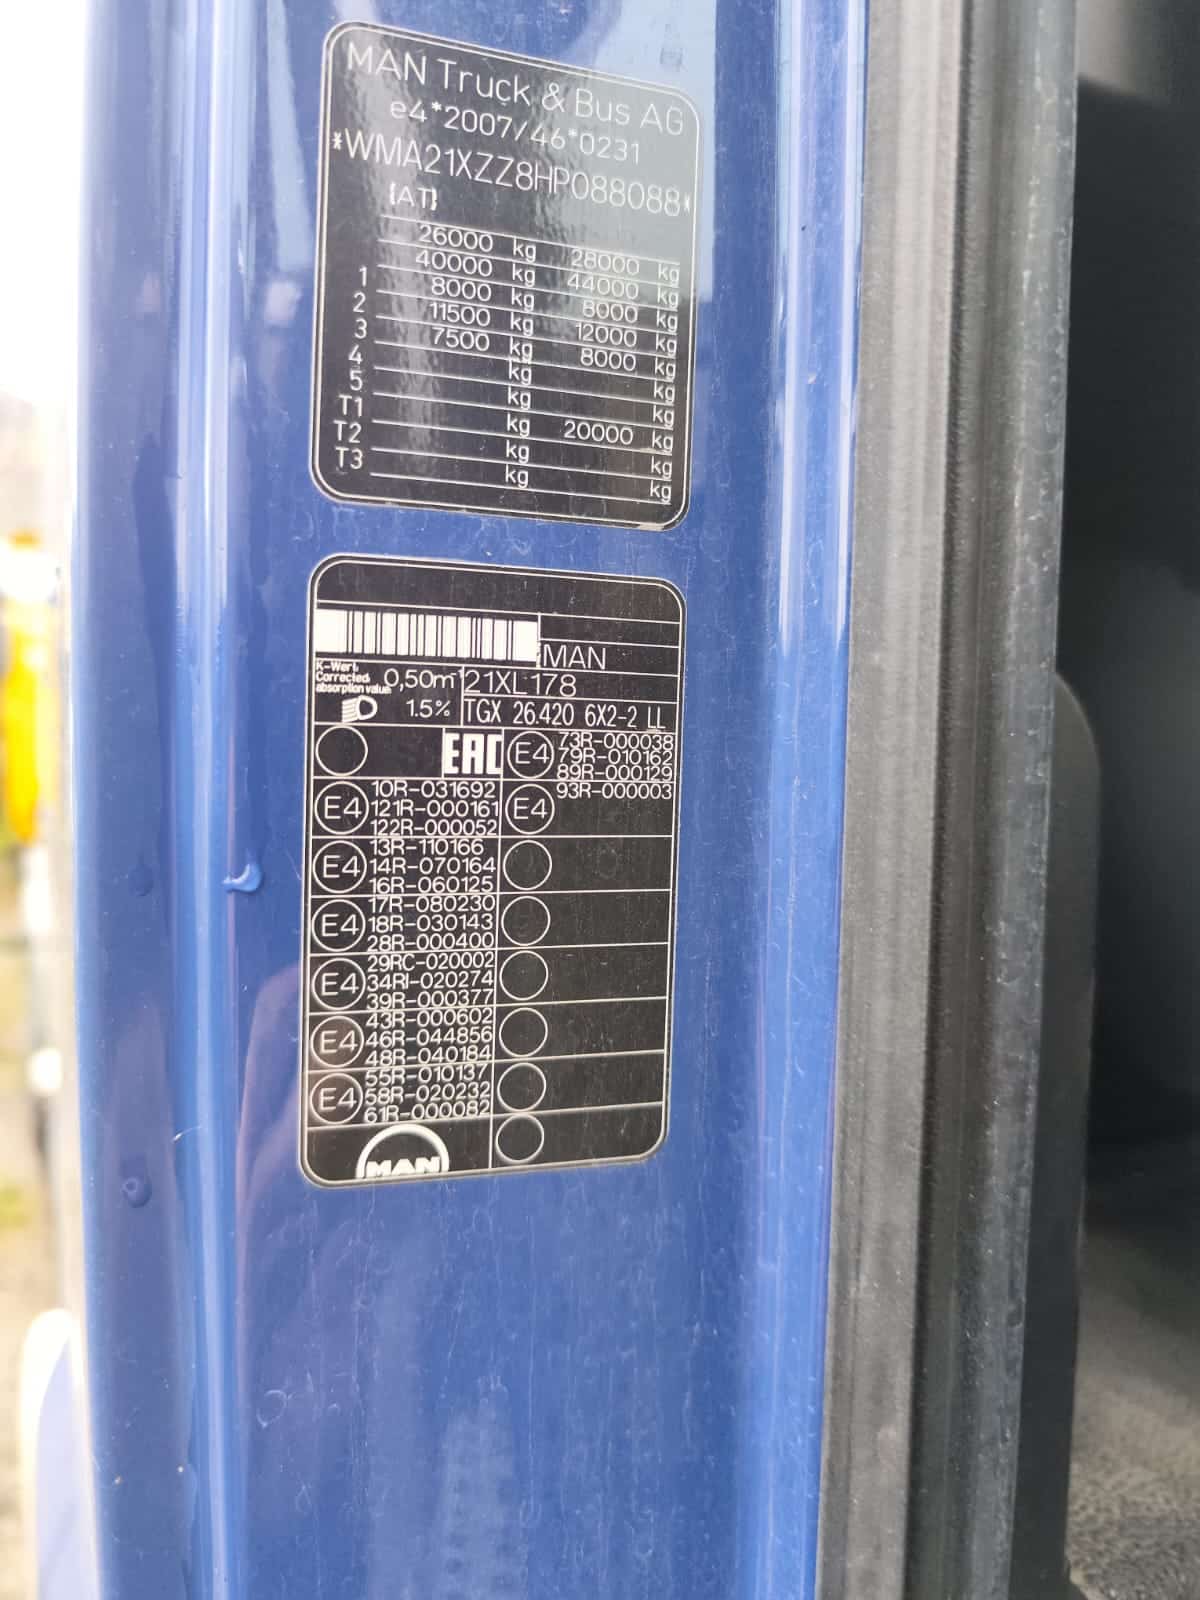 MAN Truck & Bus AG
e4*2007/46*0231
*WMA21XZZ8HP088088*
{AT}
26000 kg 28000 kg
40000 kg 44000 kg
1 8000 kg 8000 kg
2 11500 kg 12000 kg
3 7500 kg 8000 kg
4 kg kg
5 kg kg
T1 kg 20000 kg
T2 kg kg
T3 kg kg
MAN
K-Wert
Corrected
absorption value
0,50m⁻¹ 21XL178
1.5% TGX 26.420 6X2-2 LL
EAC E4 73R-000038
79R-010162
89R-000129
E4 10R-031692
121R-000161
122R-000052
E4 93R-000003
E4 13R-110166
14R-070164
16R-060125
E4 17R-080230
18R-030143
28R-000400
E4 29RC-020002
34RI-020274
39R-000377
E4 43R-000602
46R-044856
48R-040184
E4 55R-010137
58R-020232
61R-000082
MAN